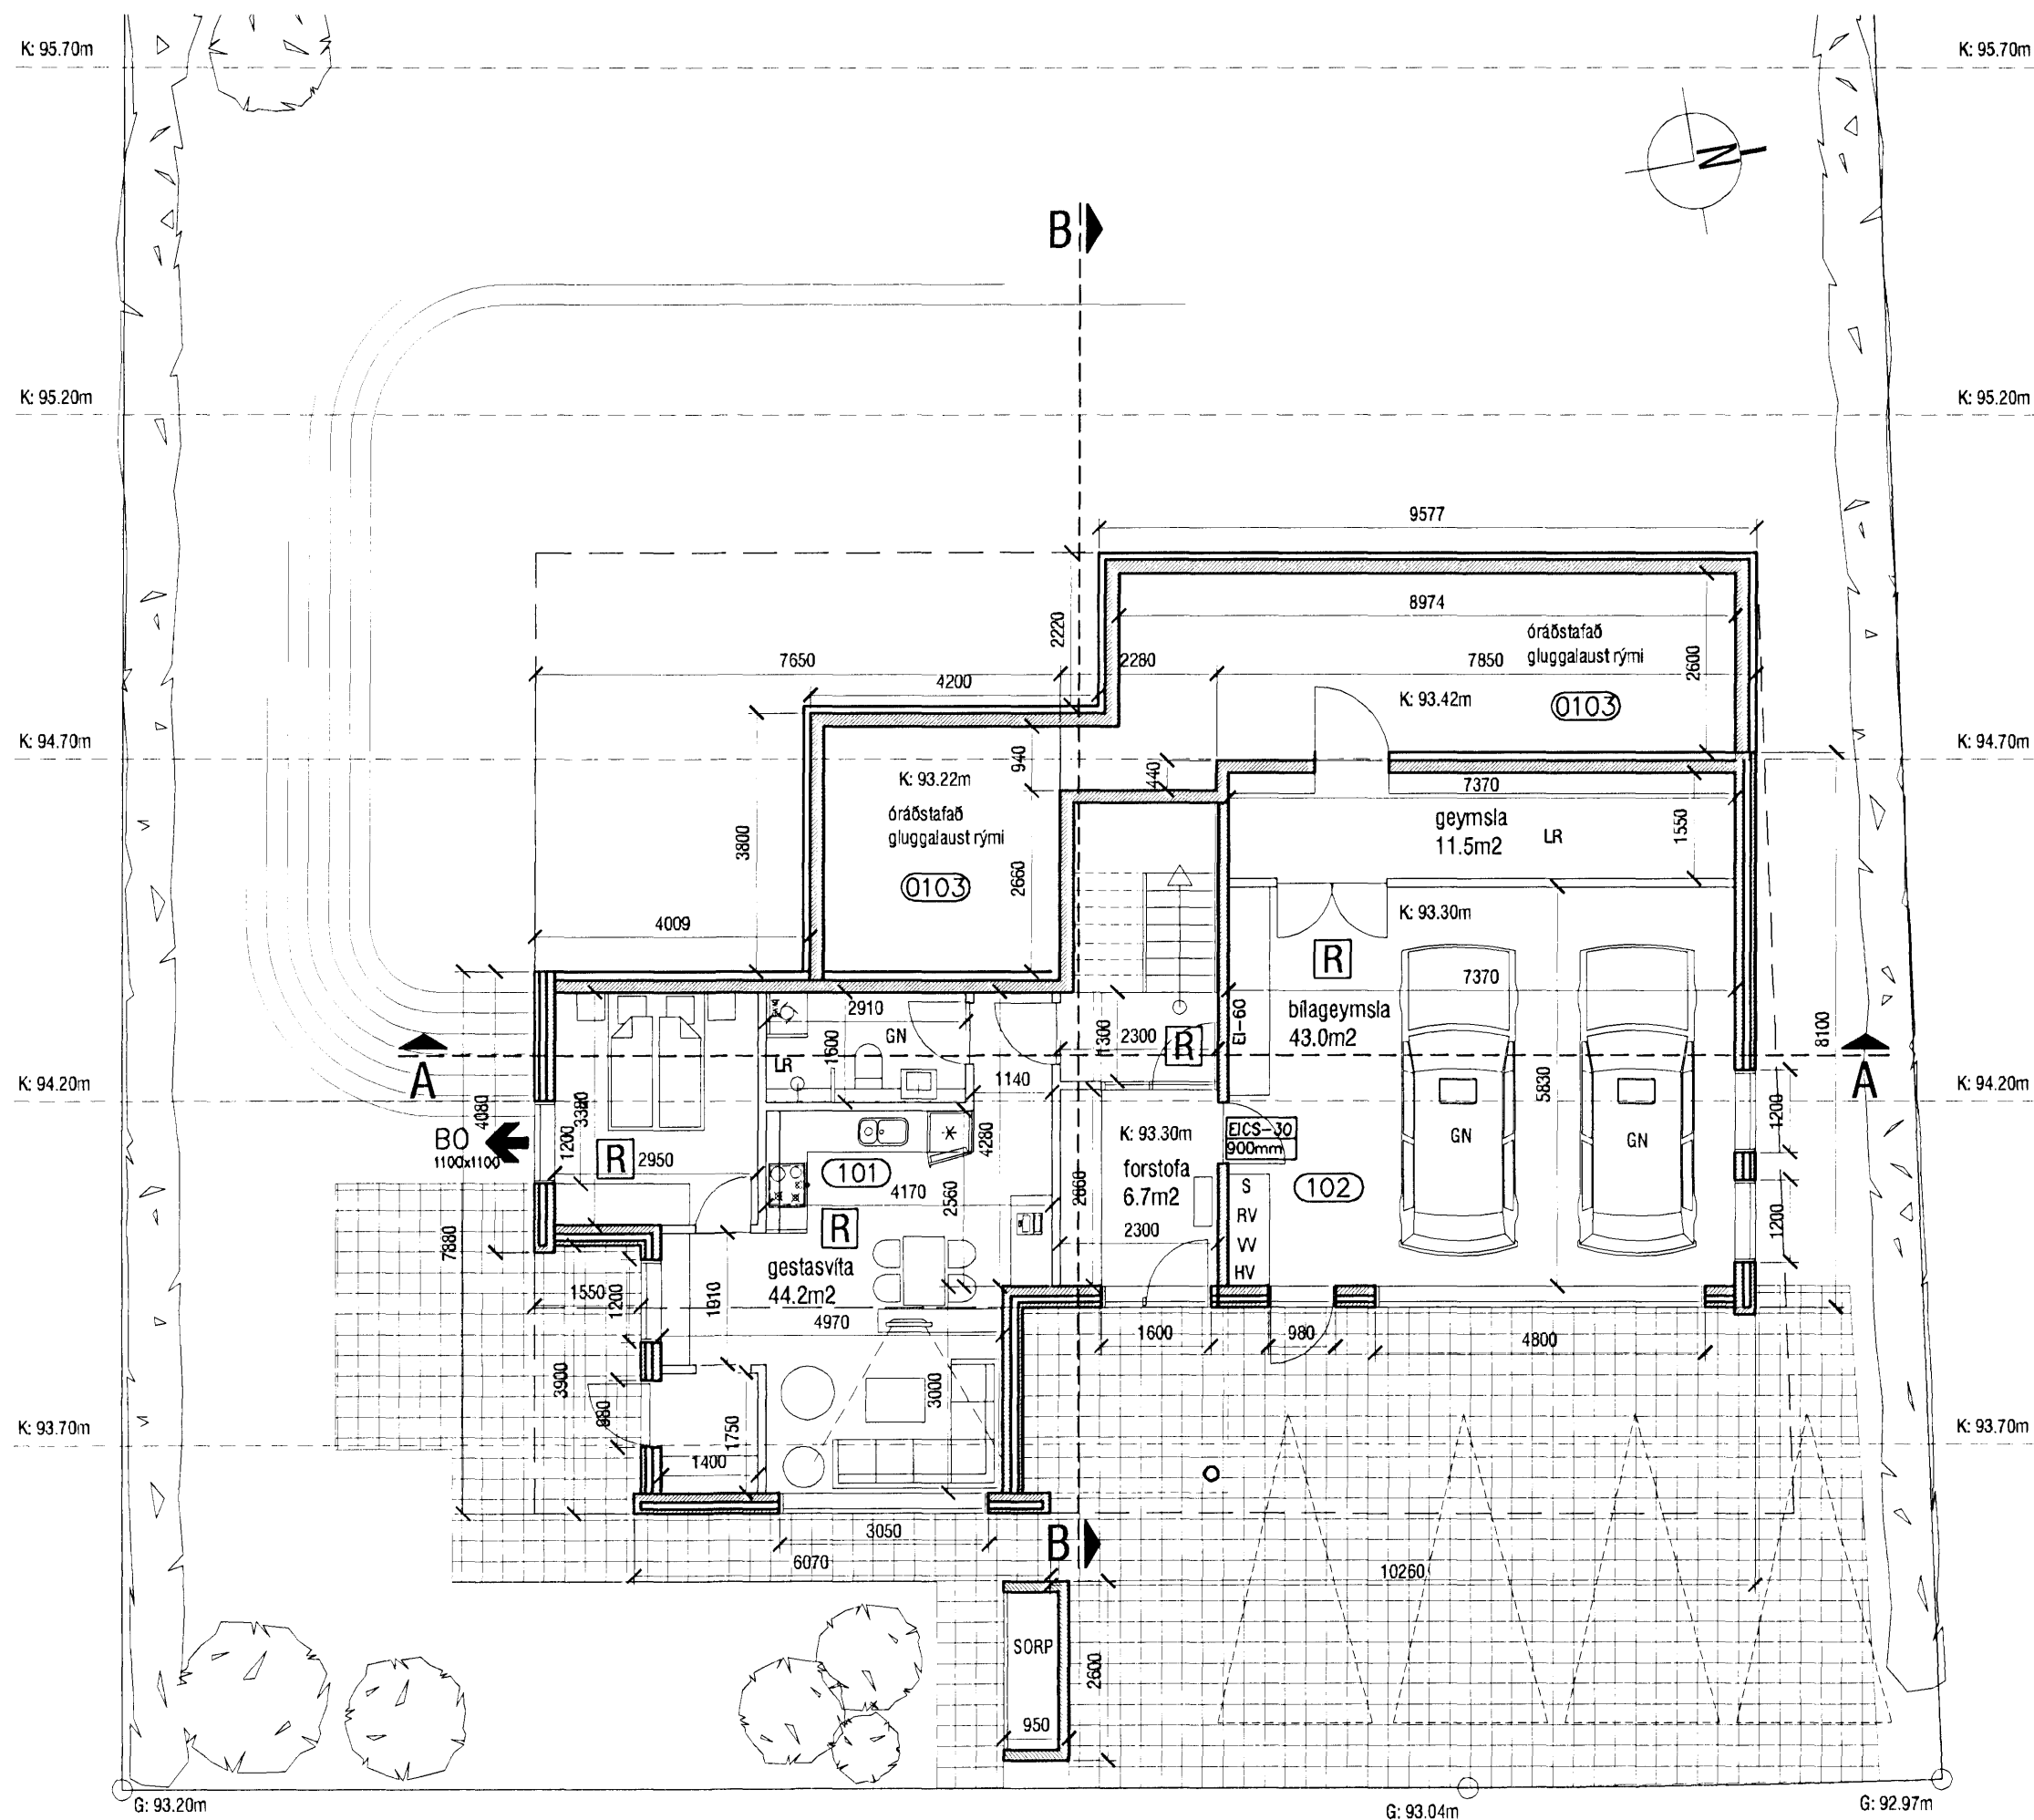 K: 95.70m
K: 95.70m
N
B
K: 95.20m
K: 95.20m
9577
8974
2220
óráðstafað
gluggalaust rými
2600
7650
2280
7850
4200
K: 93.42m
0103
K: 94.70m
K: 94.70m
940
K: 93.22m
440
7370
óráðstafað
gluggalaust rými
geymsla
11.5m2
LR
1550
3800
2660
0103
4009
K: 93.30m
R
7370
2910
GN
bílageymsla
43.0m2
EI-60
1600
1300
2300
R
8100
LR
A
A
1140
5830
K: 94.20m
K: 94.20m
4080
3380
1200
BO
1100x1100
4280
K: 93.30m
EICS-30
900mm
GN
GN
1200
R
2950
101
forstofa
6.7m2
102
4170
2560
2660
S
RV
VV
HV
1200
R
2300
7880
gestasvíta
44.2m2
1550
1200
1910
4970
1600
980
4800
3900
880
3000
K: 93.70m
K: 93.70m
1750
1400
3050
B
6070
10260
SORP
2600
950
G: 93.20m
G: 93.04m
G: 92.97m